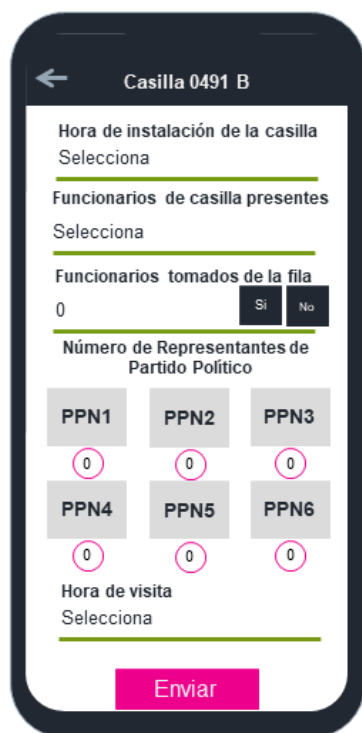 Casilla 0491 B
Hora de instalación de la casilla
Selecciona
Funcionarios de casilla presentes
Selecciona
Funcionarios tomados de la fila
0 Si No
Número de Representantes de
Partido Político
PPN1 PPN2 PPN3
0 0 0
PPN4 PPN5 PPN6
0 0 0
Hora de visita
Selecciona
Enviar